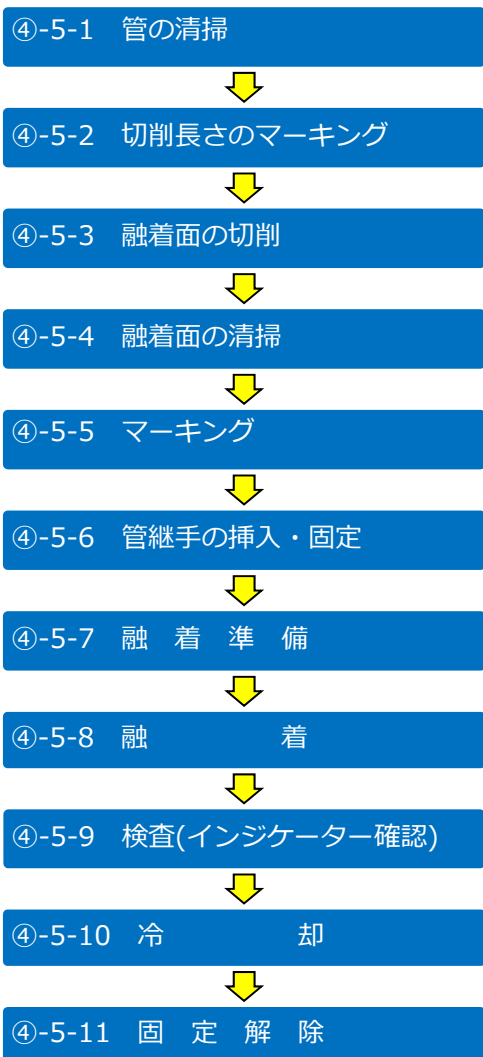 ④-5-1　管の清掃
④-5-2　切削長さのマーキング
④-5-3　融着面の切削
④-5-4　融着面の清掃
④-5-5　マーキング
④-5-6　管継手の挿入・固定
④-5-7　融　着　準　備
④-5-8　融　　　　　着
④-5-9　検査(インジケーター確認)
④-5-10　冷　　　　　却
④-5-11　固　定　解　除